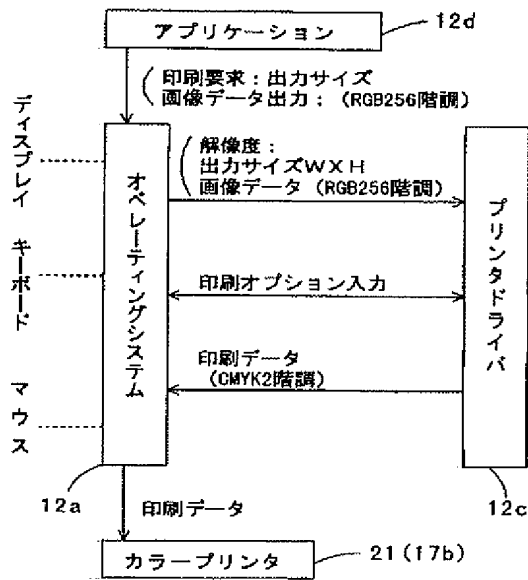 アプリケーション
12d
印刷要求：出力サイズ
画像データ出力：（RGB256階調）
ディスプレイ
キーボード
マウス
オペレーティングシステム
解像度：
出力サイズWXH
画像データ（RGB256階調）
印刷オプション入力
印刷データ
（CMYK2階調）
プリンタドライバ
12a
印刷データ
12c
カラープリンタ
21(17b)